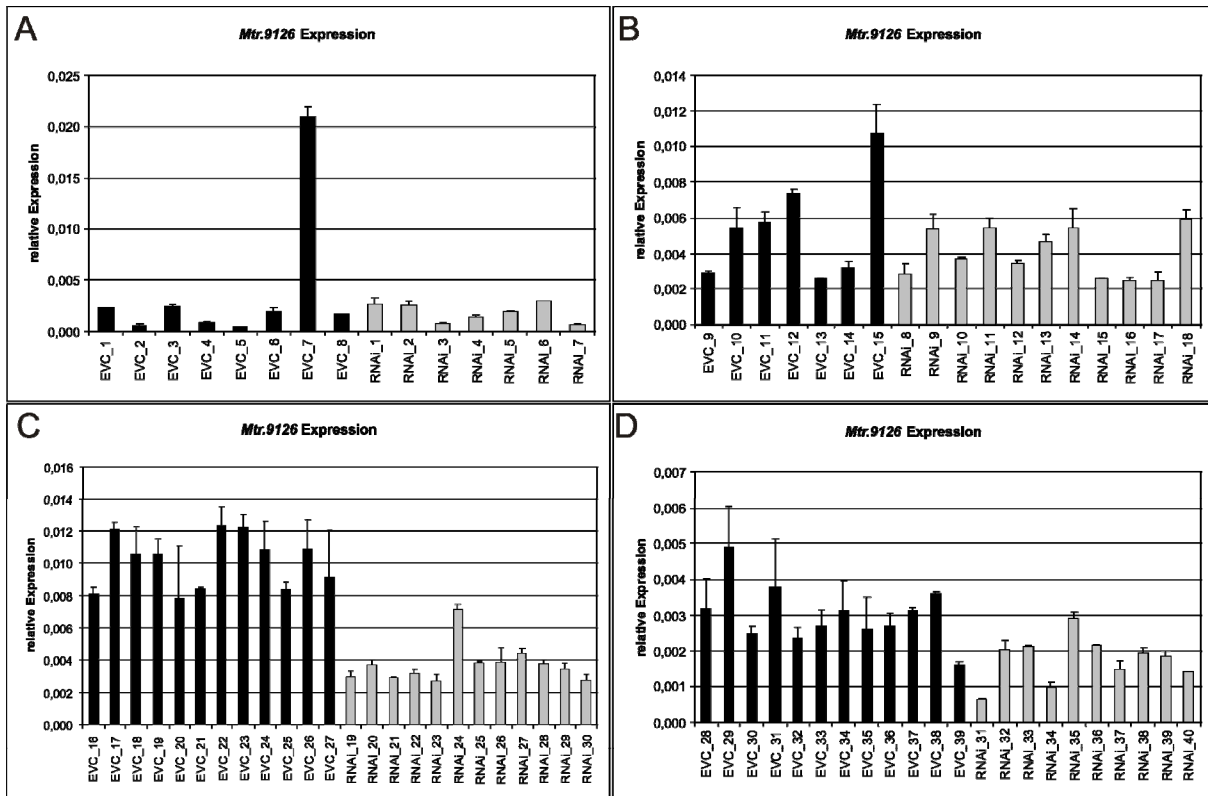 A
Mtr.9126 Expression
relative Expression
0,025
0,020
0,015
0,010
0,005
0,000
EVC_1
EVC_2
EVC_3
EVC_4
EVC_5
EVC_6
EVC_7
EVC_8
RNAi_1
RNAi_2
RNAi_3
RNAi_4
RNAi_5
RNAi_6
RNAi_7
B
Mtr.9126 Expression
relative Expression
0,014
0,012
0,010
0,008
0,006
0,004
0,002
0,000
EVC_9
EVC_10
EVC_11
EVC_12
EVC_13
EVC_14
EVC_15
RNAi_8
RNAi_9
RNAi_10
RNAi_11
RNAi_12
RNAi_13
RNAi_14
RNAi_15
RNAi_16
RNAi_17
RNAi_18
C
Mtr.9126 Expression
relative Expression
0,016
0,014
0,012
0,010
0,008
0,006
0,004
0,002
0,000
EVC_16
EVC_17
EVC_18
EVC_19
EVC_20
EVC_21
EVC_22
EVC_23
EVC_24
EVC_25
EVC_26
EVC_27
RNAi_19
RNAi_20
RNAi_21
RNAi_22
RNAi_23
RNAi_24
RNAi_25
RNAi_26
RNAi_27
RNAi_28
RNAi_29
RNAi_30
D
Mtr.9126 Expression
relative Expression
0,007
0,006
0,005
0,004
0,003
0,002
0,001
0,000
EVC_28
EVC_29
EVC_30
EVC_31
EVC_32
EVC_33
EVC_34
EVC_35
EVC_36
EVC_37
EVC_38
EVC_39
RNAi_31
RNAi_32
RNAi_33
RNAi_34
RNAi_35
RNAi_36
RNAi_37
RNAi_38
RNAi_39
RNAi_40